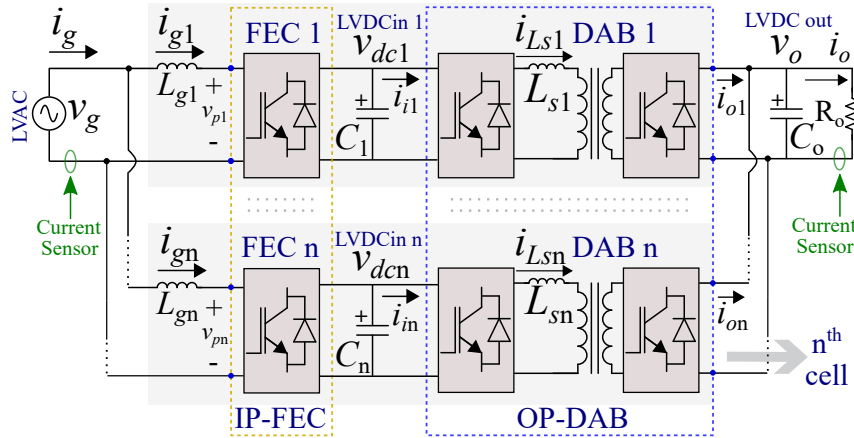 i_g
i_g1
FEC 1
LVDCin 1
v_dc1
i_Ls1
DAB 1
LVDC out
v_o
i_o
L_g1
+
v_p1
-
+
i_i1
C_1
L_s1
i_o1
+
C_o
R_o
LVAC
v_g
Current
Sensor
Current
Sensor
i_gn
FEC n
LVDCin n
v_dcn
i_Lsn
DAB n
L_gn
+
v_pn
-
+
i_in
C_n
L_sn
i_on
n^th
cell
IP-FEC
OP-DAB